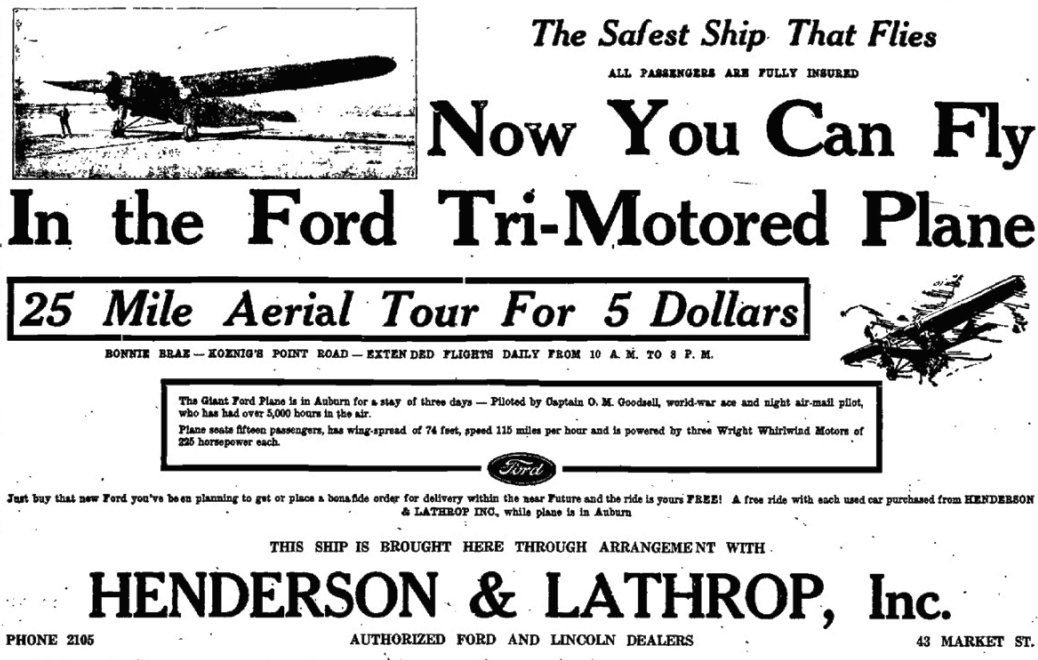 The Safest Ship That Flies
ALL PASSENGERS ARE FULLY INSURED
Now You Can Fly
In the Ford Tri-Motored Plane
25 Mile Aerial Tour For 5 Dollars
BONNIE BRAE — KOENIG'S POINT ROAD — EXTENDED FLIGHTS DAILY FROM 10 A. M. TO 8 P. M.
The Giant Ford Plane is in Auburn for a stay of three days — Piloted by Captain O. M. Goodsell, world-war ace and night air-mail pilot,
who has had over 5,000 hours in the air.
Plane seats fifteen passengers, has wing-spread of 74 feet, speed 115 miles per hour and is powered by three Wright Whirlwind Motors of
225 horsepower each.
Ford
Just buy that new Ford you've been planning to get or place a bonafide order for delivery within the near Future and the ride is yours FREE! A free ride with each used car purchased from HENDERSON
& LATHROP INC., while plane is in Auburn
THIS SHIP IS BROUGHT HERE THROUGH ARRANGEMENT WITH
HENDERSON & LATHROP, Inc.
PHONE 2105 AUTHORIZED FORD AND LINCOLN DEALERS 43 MARKET ST.